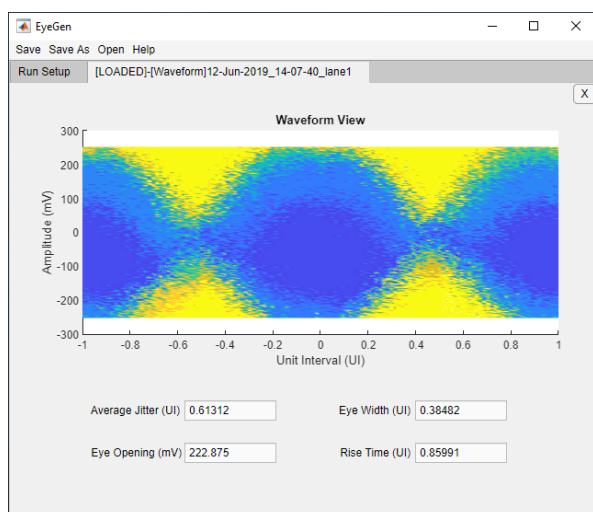 EyeGen
Save Save As Open Help
Run Setup [LOADED]-[Waveform]12-Jun-2019_14-07-40_lane1
X
Waveform View
300
200
100
0
-100
-200
-300
Amplitude (mV)
-1 -0.8 -0.6 -0.4 -0.2 0 0.2 0.4 0.6 0.8 1
Unit Interval (UI)
Average Jitter (UI) 0.61312 Eye Width (UI) 0.38482
Eye Opening (mV) 222.875 Rise Time (UI) 0.85991